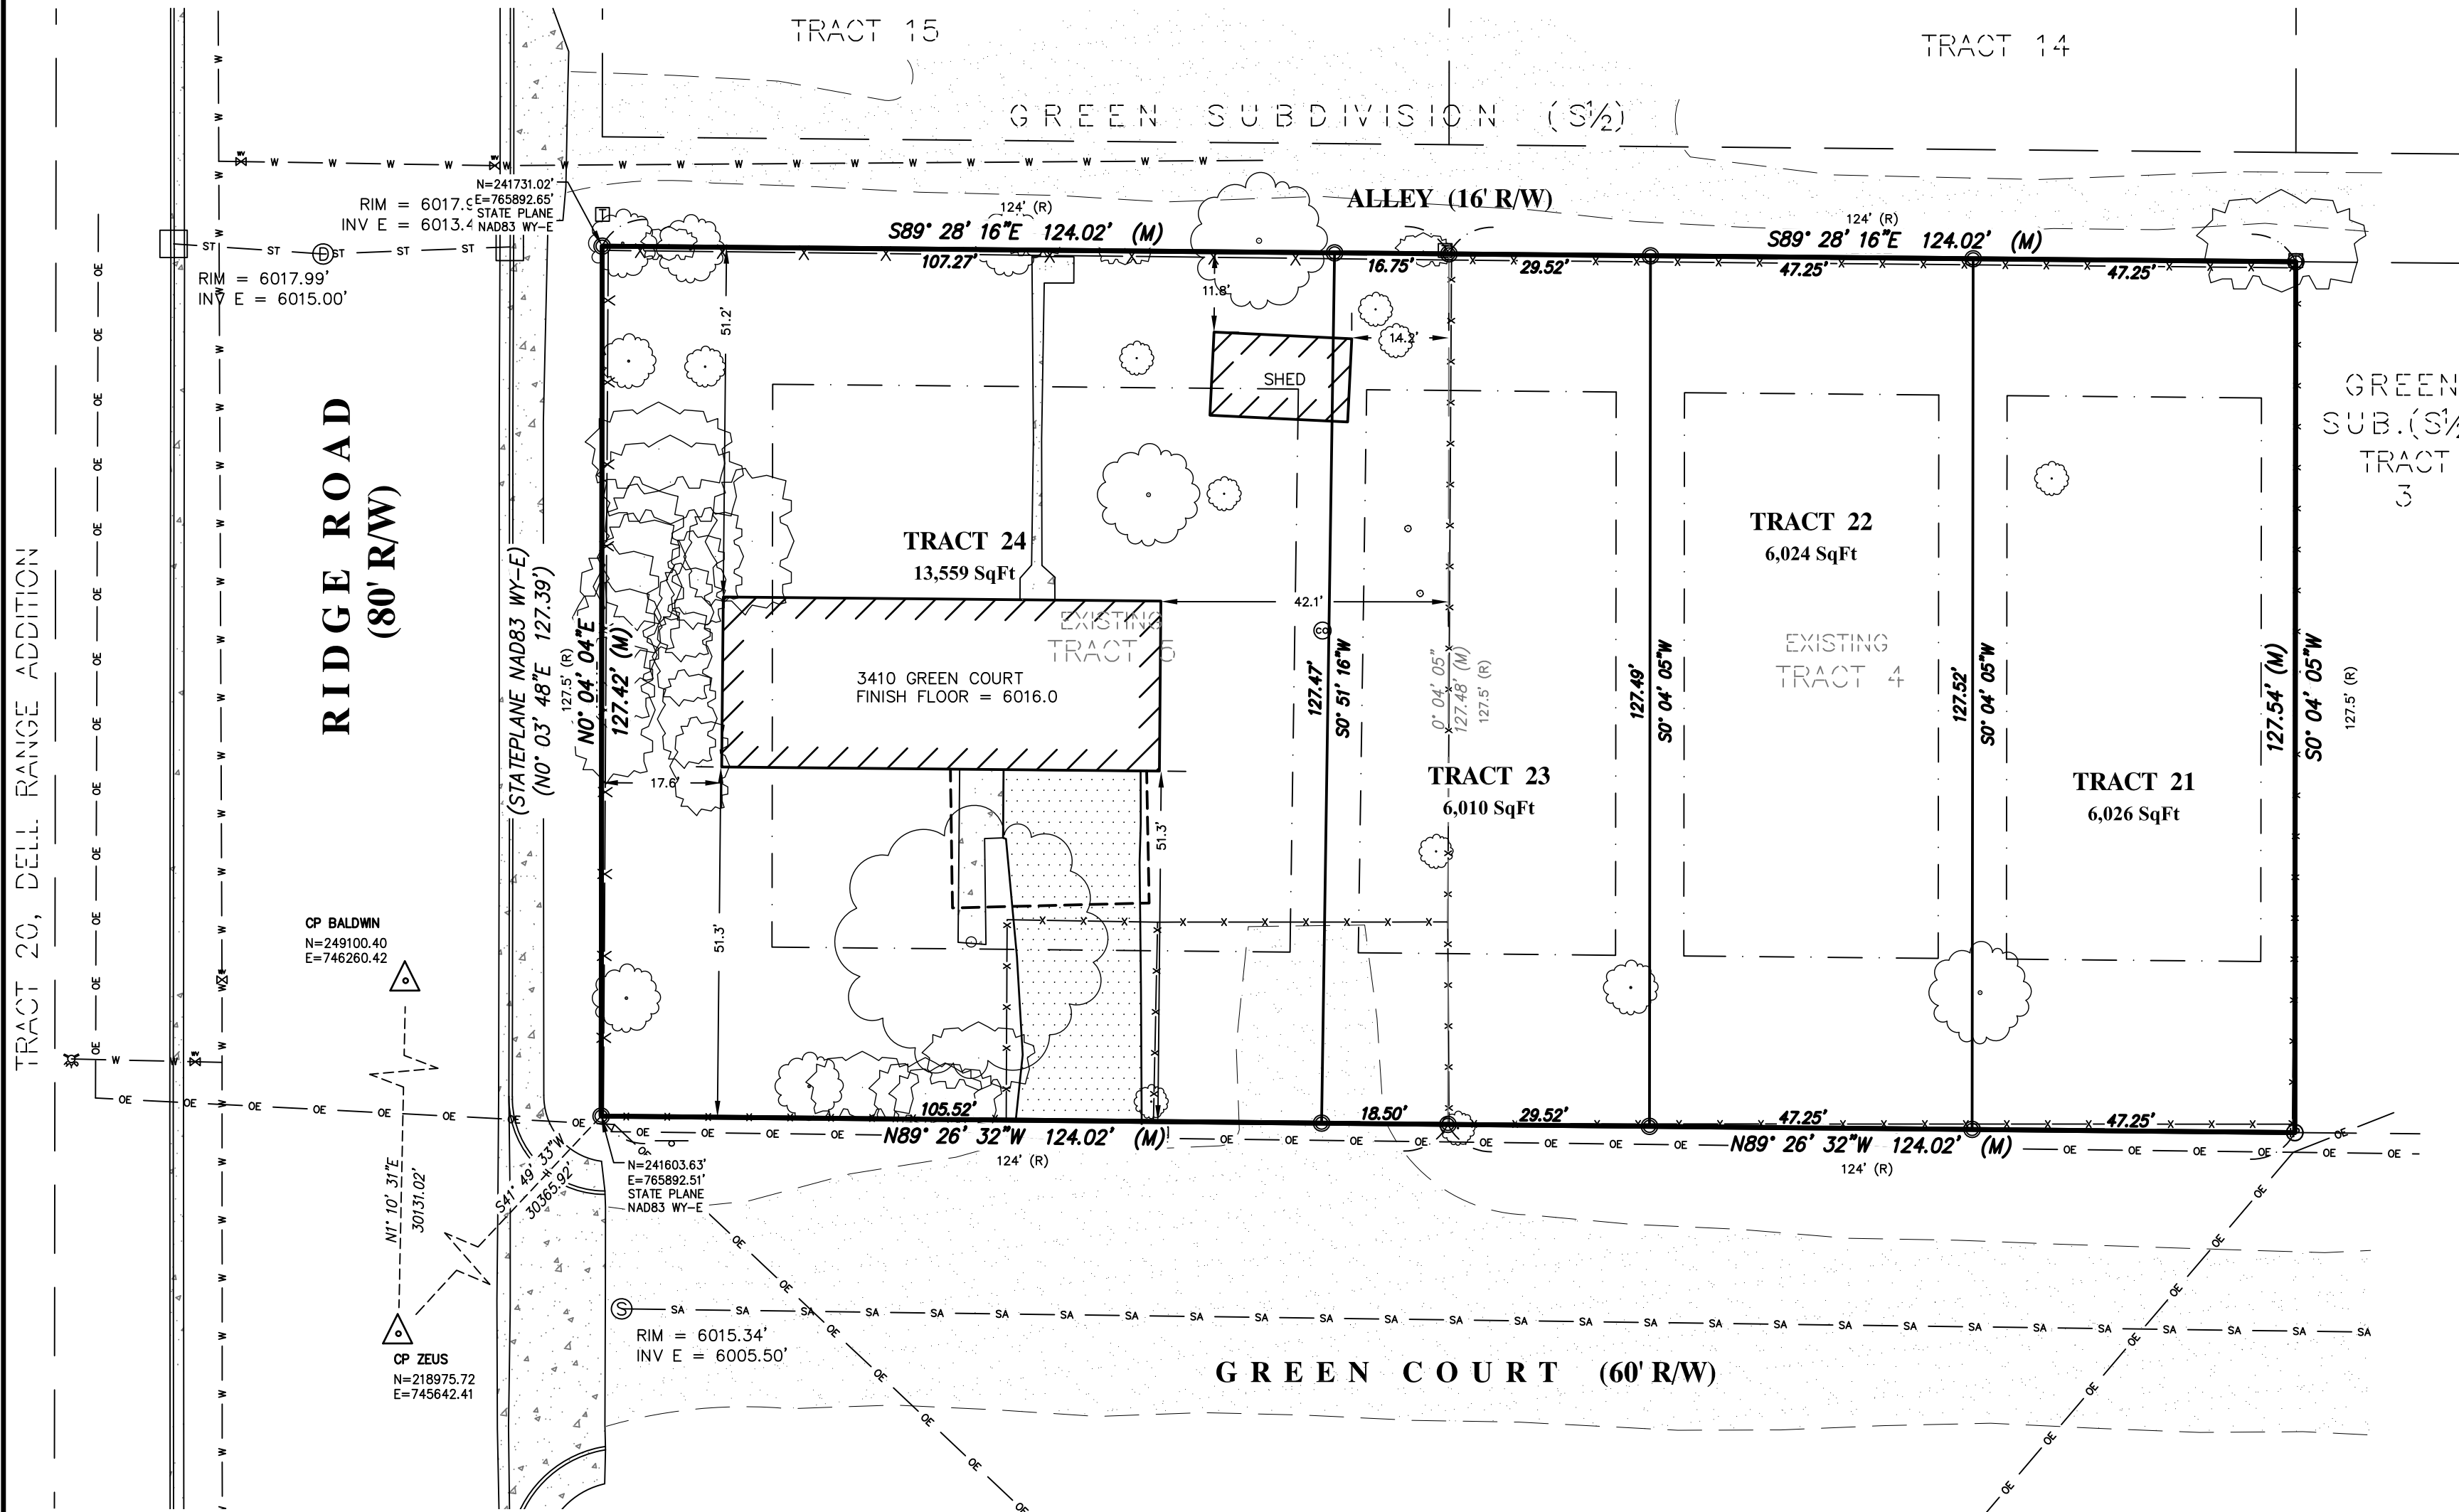 TRACT 15
TRACT 14
GREEN SUBDIVISION (S½)
ALLEY (16' R/W)
N=241731.02'
E=765892.65'
STATE PLANE
NAD83 WY-E
RIM = 6017.9
INV E = 6013.4
RIM = 6017.99'
INV E = 6015.00'
124' (R)
S89° 28' 16"E 124.02' (M)
107.27'
16.75'
124' (R)
S89° 28' 16"E 124.02' (M)
29.52'
47.25'
47.25'
51.2'
11.8'
14.2'
SHED
GREEN
SUB.(S½
TRACT
3
RIDGE ROAD
(80' R/W)
TRACT 20, DELL RANGE ADDITION
(STATEPLANE NAD83 WY-E)
(N0° 03' 48"E 127.39')
127.5' (R)
N0° 04' 04"E
127.42' (M)
TRACT 24
13,559 SqFt
EXISTING
TRACT 5
42.1'
CO
3410 GREEN COURT
FINISH FLOOR = 6016.0
17.6'
51.3'
51.3'
127.47'
S0° 51' 16"W
0° 04' 05"
127.48' (M)
127.5' (R)
TRACT 23
6,010 SqFt
127.49'
S0° 04' 05"W
TRACT 22
6,024 SqFt
EXISTING
TRACT 4
127.52'
S0° 04' 05"W
TRACT 21
6,026 SqFt
127.54' (M)
S0° 04' 05"W
127.5' (R)
CP BALDWIN
N=249100.40
E=746260.42
N1° 10' 31"E
30131.02'
S41° 49' 33"W
30365.92'
CP ZEUS
N=218975.72
E=745642.41
105.52'
18.50'
29.52'
47.25'
47.25'
N89° 26' 32"W 124.02' (M)
124' (R)
N89° 26' 32"W 124.02' (M)
124' (R)
N=241603.63'
E=765892.51'
STATE PLANE
NAD83 WY-E
S
RIM = 6015.34'
INV E = 6005.50'
GREEN COURT (60' R/W)